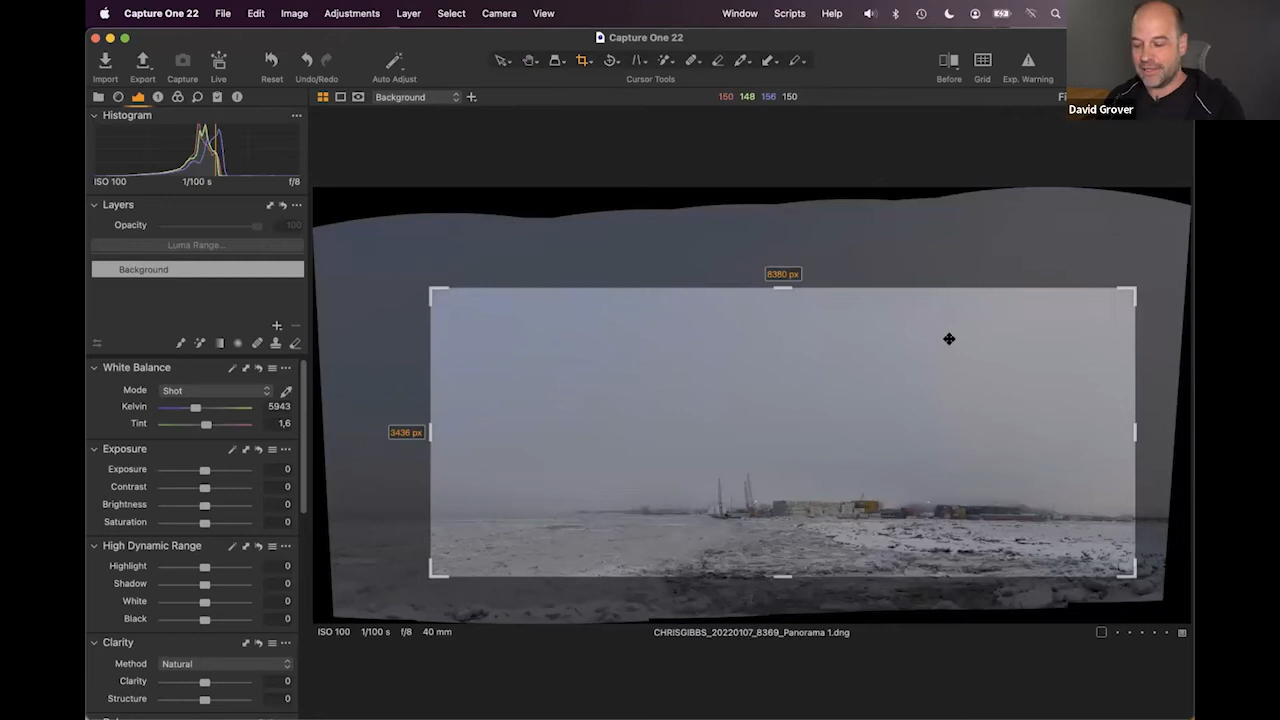 Capture One 22 File Edit Image Adjustments Layer Select Camera View Window Scripts Help
Capture One 22
Import Export Capture Live Reset Undo/Redo Auto Adjust Cursor Tools Before Grid Exp. Warning
David Grover
Background 150 148 156 150 Fi
Histogram
ISO 100 1/100 s f/8
Layers
Opacity 100
Luma Range...
Background
8380 px
3436 px
White Balance
Mode Shot
Kelvin 5943
Tint 1,6
Exposure
Exposure 0
Contrast 0
Brightness 0
Saturation 0
High Dynamic Range
Highlight 0
Shadow 0
White 0
Black 0
ISO 100 1/100 s f/8 40 mm CHRISGIBBS_20220107_8369_Panorama 1.dng
Clarity
Method Natural
Clarity 0
Structure 0